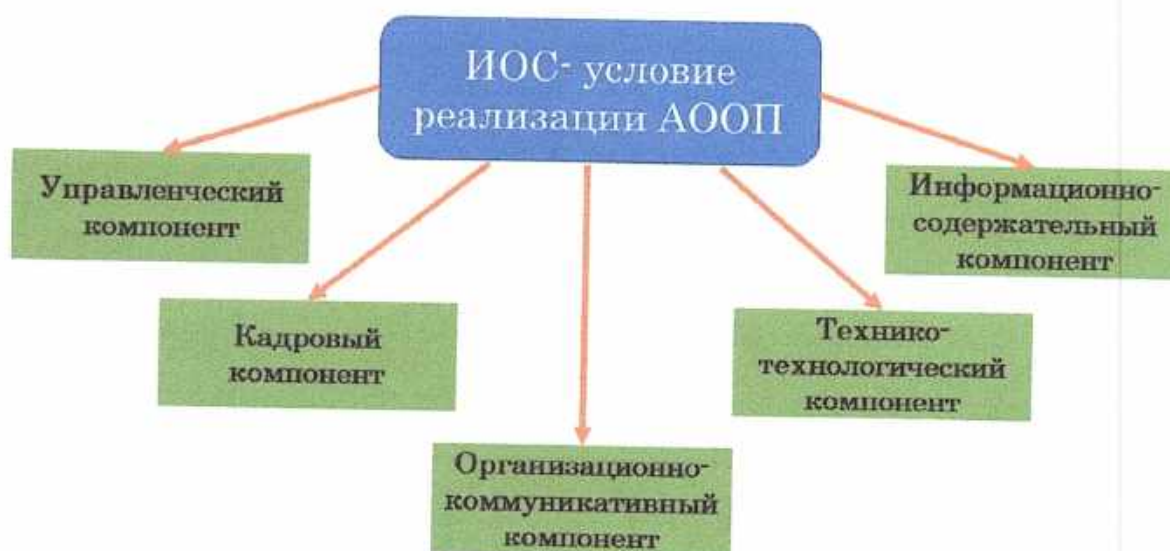 ИОС- условие
реализации АООП
Управленческий
компонент
Информационно-
содержательный
компонент
Кадровый
компонент
Технико-
технологический
компонент
Организационно-
коммуникативный
компонент